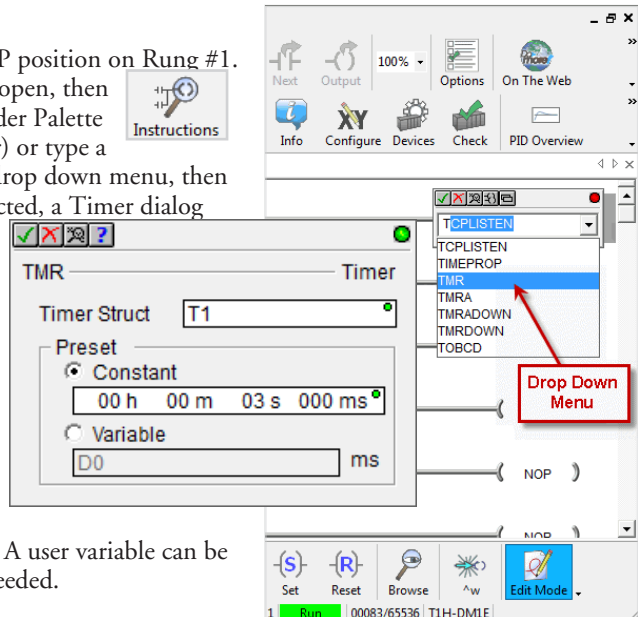 P position on Rung #1.
open, then
der Palette
) or type a
rop down menu, then
cted, a Timer dialog
Instructions
Next Output 100% Options On The Web
Info Configure Devices Check PID Overview
TCPLISTEN
TCPLISTEN
TIMEPROP
TMR
TMRA
TMRADOWN
TMRDOWN
TOBCD
Drop Down
Menu
TMR Timer
Timer Struct T1
Preset
Constant
00 h 00 m 03 s 000 ms
Variable
D0 ms
NOP
NOP
A user variable can be
eeded.
Set Reset Browse ^w Edit Mode
1 Run 00083/65536 T1H-DM1E